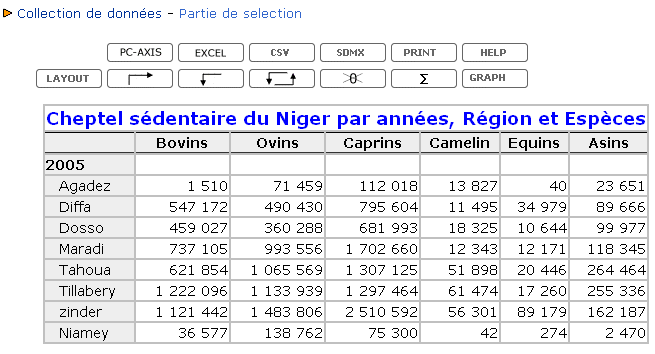 Collection de données - Partie de selection
PC-AXIS EXCEL CSV SDMX PRINT HELP
LAYOUT 0 Σ GRAPH
Cheptel sédentaire du Niger par années, Région et Espèces
Bovins Ovins Caprins Camelin Equins Asins
2005
Agadez 1 510 71 459 112 018 13 827 40 23 651
Diffa 547 172 490 430 795 604 11 495 34 979 89 666
Dosso 459 027 360 288 681 993 18 325 10 644 99 977
Maradi 737 105 993 556 1 702 660 12 343 12 171 118 345
Tahoua 621 854 1 065 569 1 307 125 51 898 20 446 264 464
Tillabery 1 222 096 1 133 939 1 297 464 61 474 17 260 255 336
zinder 1 121 442 1 483 806 2 510 592 56 301 89 179 162 187
Niamey 36 577 138 762 75 300 42 274 2 470